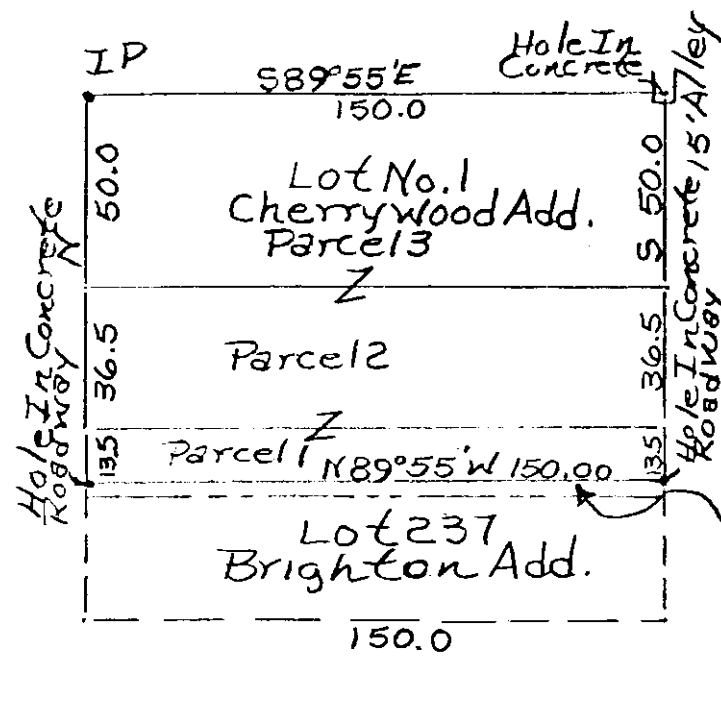 IP
S89°55'E
150.0
Hole In
Concrete
15' Alley
50.0
N
Lot No. 1
Cherrywood Add.
Parcel 3
S 50.0
Z
Hole In Concrete
Roadway
36.5
Parcel 2
36.5
Hole In Concrete
Roadway
Z
13.5
Parcel 1
N89°55'W 150.00
13.5
Lot 237
Brighton Add.
150.0